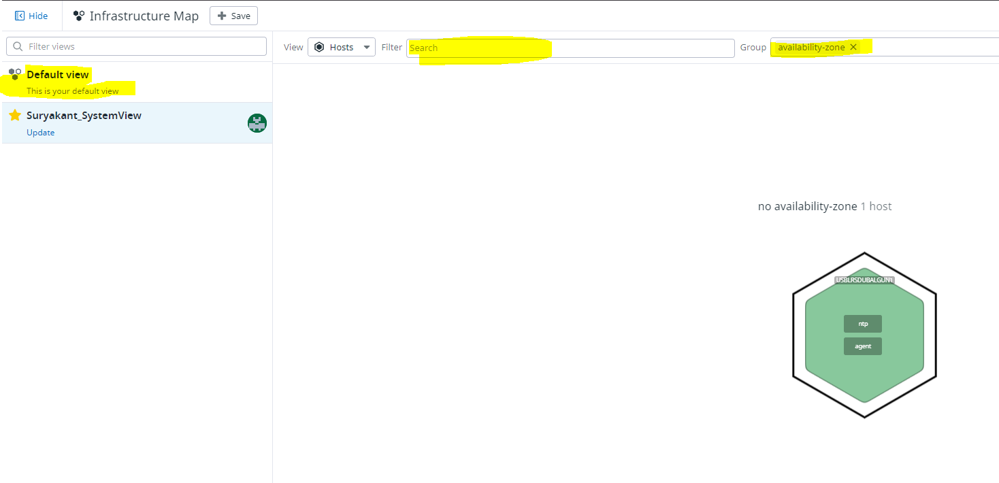 Hide
Infrastructure Map
Save
Filter views
View
Hosts
Filter
Search
Group
availability-zone
Default view
This is your default view
Suryakant_SystemView
Update
no availability-zone 1 host
USBLRSDUBALGUN1
ntp
agent